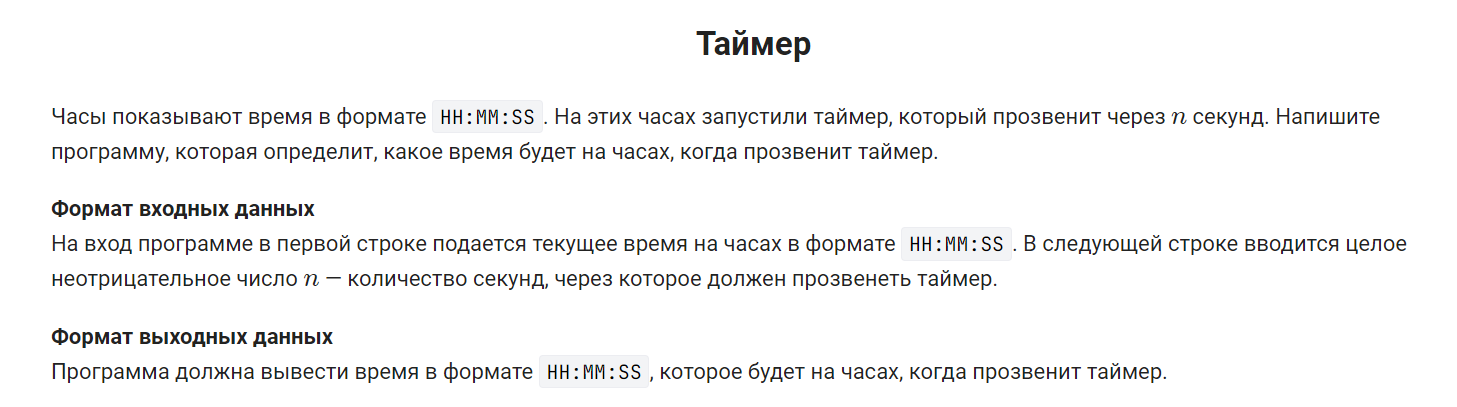 Таймер
Часы показывают время в формате HH:MM:SS. На этих часах запустили таймер, который прозвенит через n секунд. Напишите
программу, которая определит, какое время будет на часах, когда прозвенит таймер.
Формат входных данных
На вход программе в первой строке подается текущее время на часах в формате HH:MM:SS. В следующей строке вводится целое
неотрицательное число n — количество секунд, через которое должен прозвенеть таймер.
Формат выходных данных
Программа должна вывести время в формате HH:MM:SS, которое будет на часах, когда прозвенит таймер.